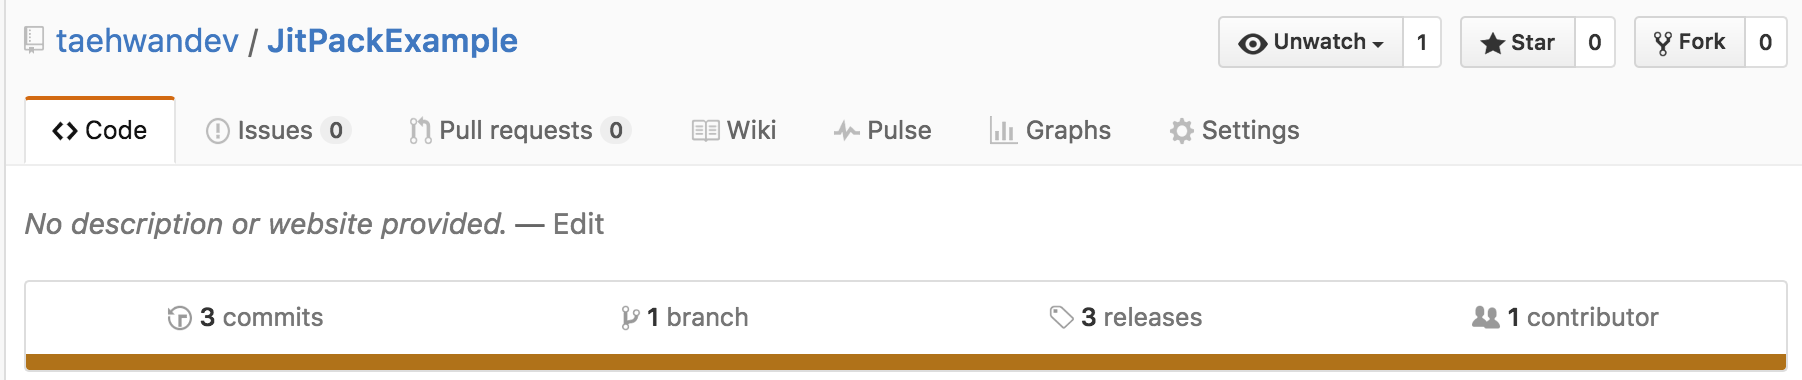 taehwandev / JitPackExample Unwatch 1 Star 0 Fork 0
Code Issues 0 Pull requests 0 Wiki Pulse Graphs Settings
No description or website provided. — Edit
3 commits 1 branch 3 releases 1 contributor